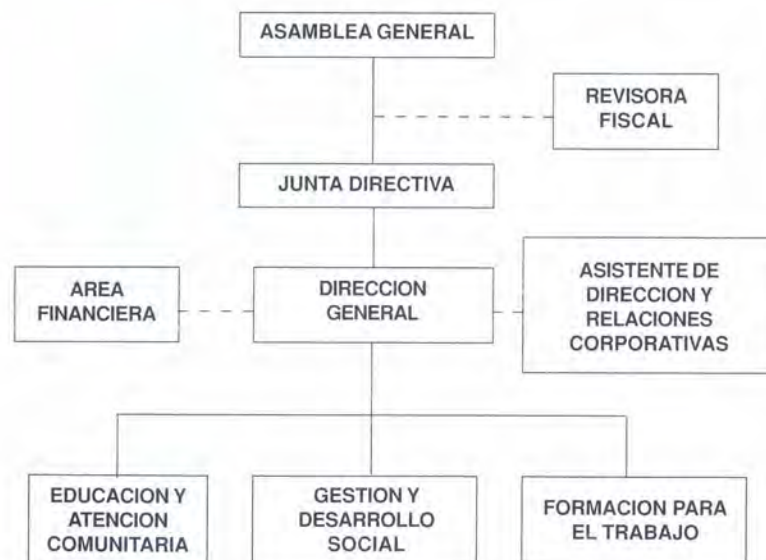 ASAMBLEA GENERAL
REVISORA
FISCAL
JUNTA DIRECTIVA
AREA
FINANCIERA
DIRECCION
GENERAL
ASISTENTE DE
DIRECCION Y
RELACIONES
CORPORATIVAS
EDUCACION Y
ATENCION
COMUNITARIA
GESTION Y
DESARROLLO
SOCIAL
FORMACION PARA
EL TRABAJO